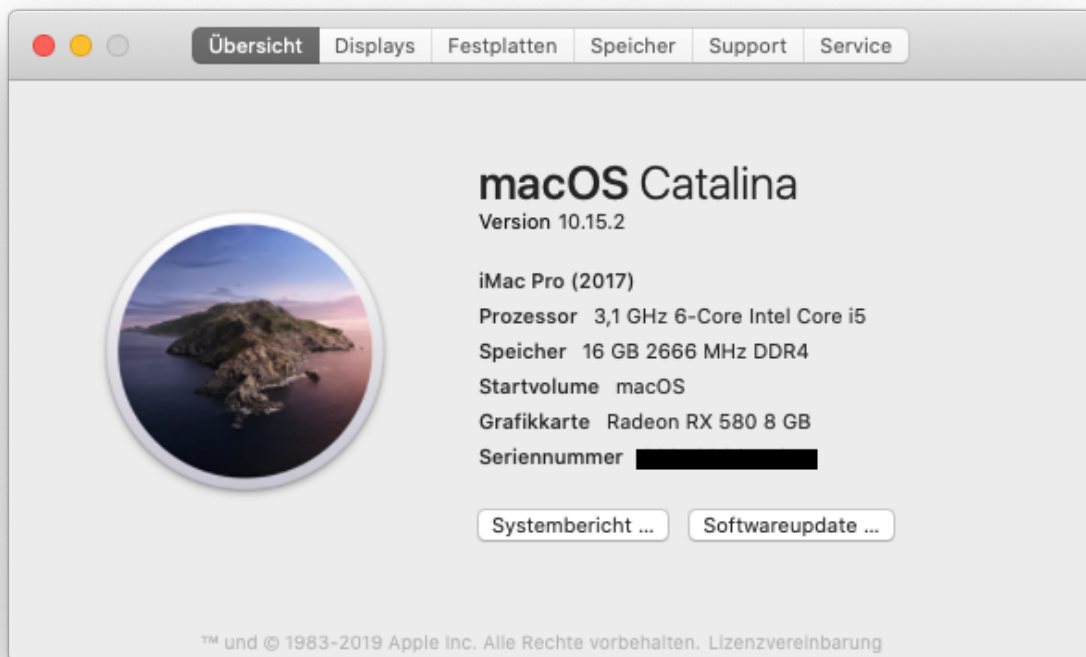 Übersicht Displays Festplatten Speicher Support Service
macOS Catalina
Version 10.15.2
iMac Pro (2017)
Prozessor 3,1 GHz 6-Core Intel Core i5
Speicher 16 GB 2666 MHz DDR4
Startvolume macOS
Grafikkarte Radeon RX 580 8 GB
Seriennummer
Systembericht ... Softwareupdate ...
™ und © 1983-2019 Apple Inc. Alle Rechte vorbehalten. Lizenzvereinbarung